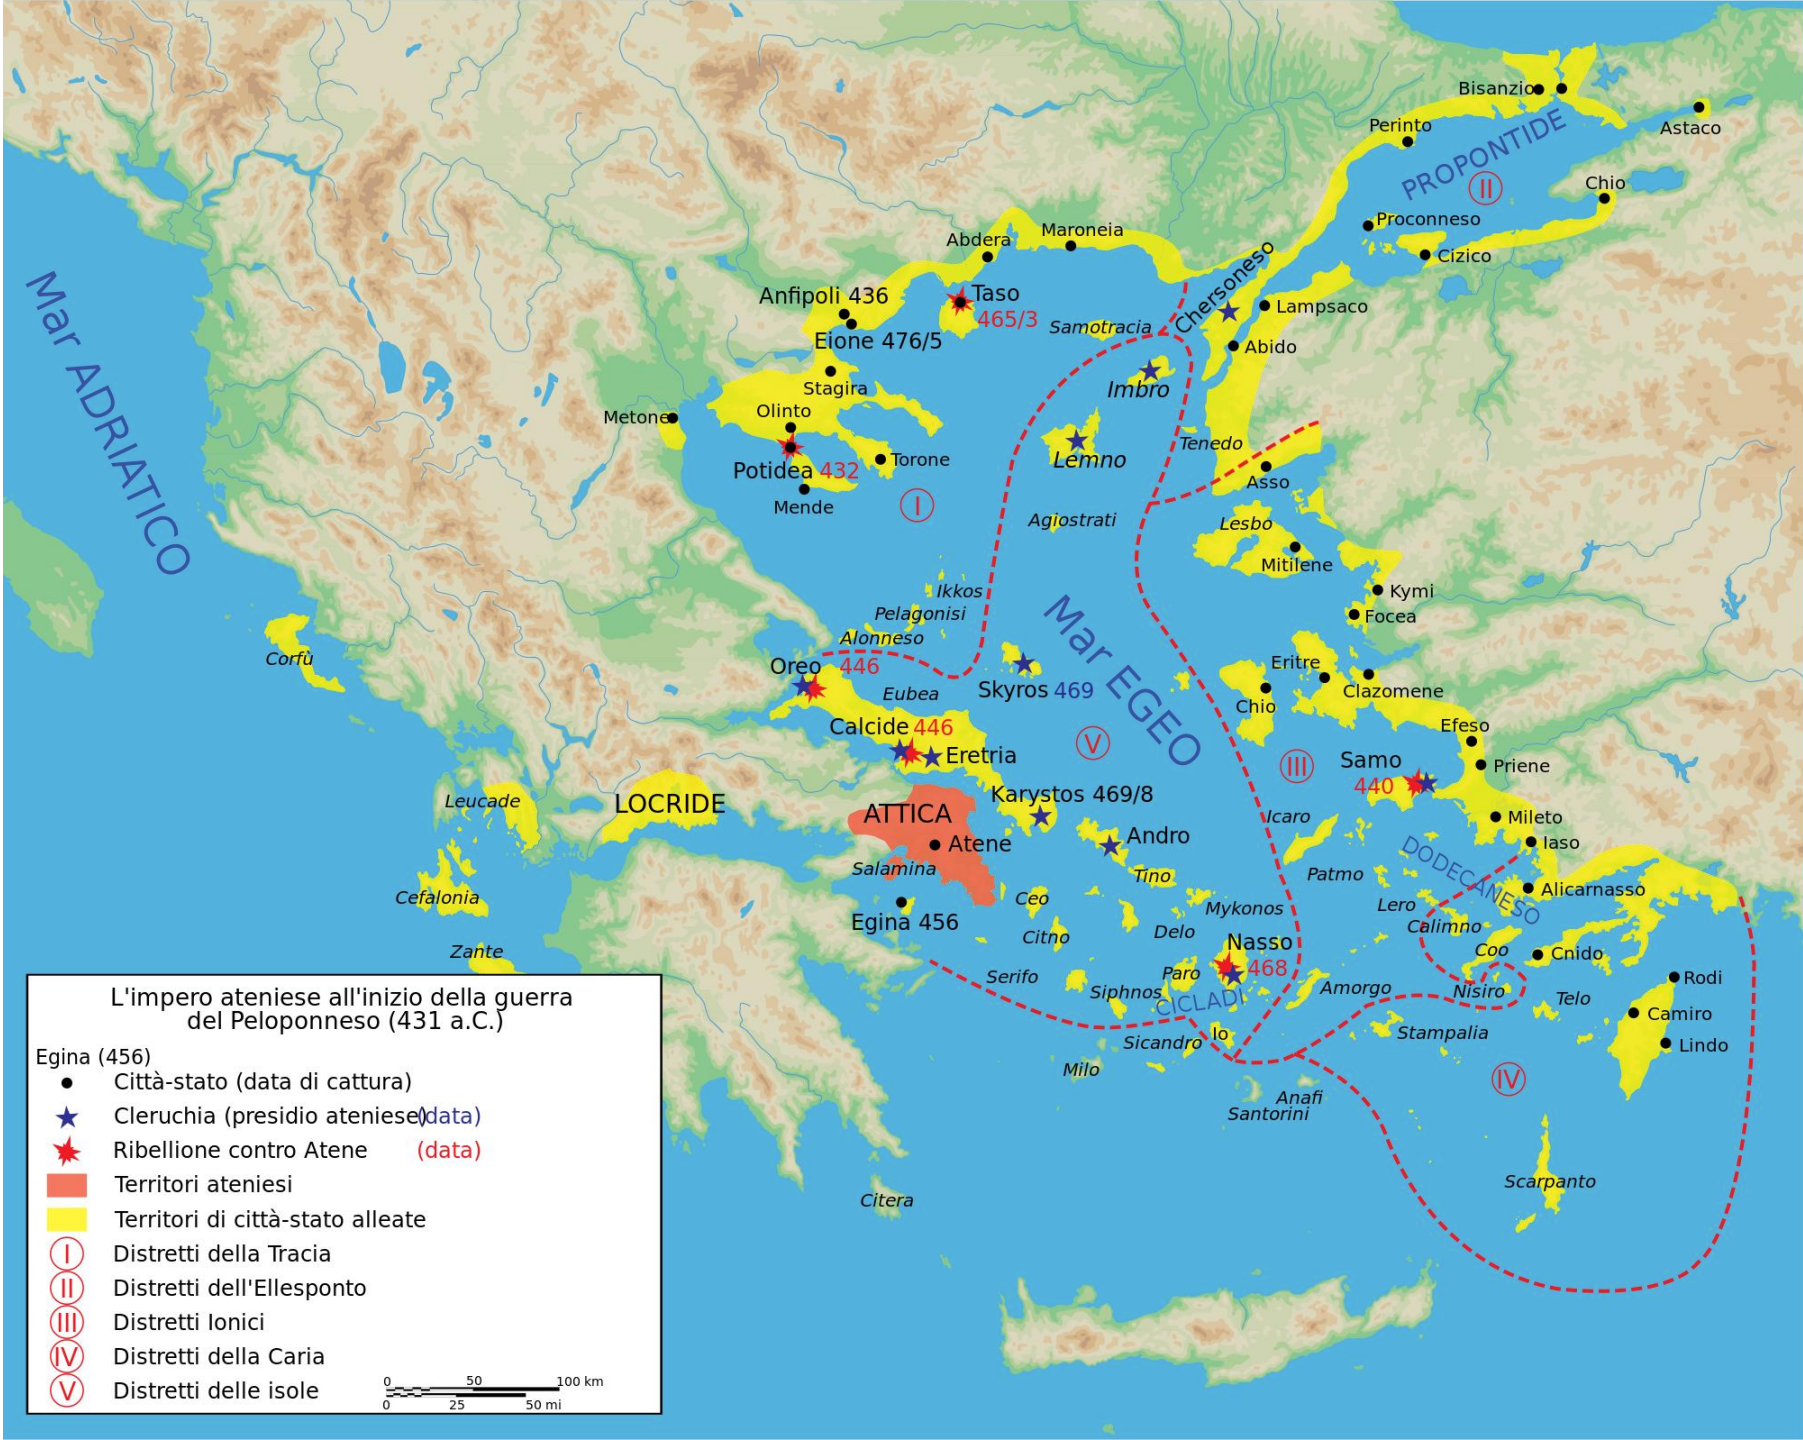 Bisanzio
Astaco
Perinto
PROPONTIDE
II
Chio
Proconneso
Cizico
Abdera
Maroneia
Chersoneso
Mar ADRIATICO
Anfipoli 436
Taso
465/3
Samotracia
Lampsaco
Eione 476/5
Abido
Stagira
Imbro
Olinto
Metone
Tenedo
Torone
Lemno
Potidea 432
Asso
Mende
I
Agiostrati
Lesbo
Mitilene
Ikkos
Kymi
Pelagonisi
Focea
Alonneso
Mar EGEO
Corfù
Oreo 446
Eritre
Skyros 469
Clazomene
Eubea
Chio
Calcide 446
Efeso
V
Eretria
III
Samo
440
Priene
Leucade
LOCRIDE
Karystos 469/8
ATTICA
Icaro
Mileto
Andro
Atene
Iaso
DODECANESO
Salamina
Tino
Patmo
Alicarnasso
Cefalonia
Ceo
Mykonos
Lero
Egina 456
Calimno
Citno
Delo
Nasso
468
Coo
Cnido
Zante
Serifo
Paro
Siphnos
Amorgo
Nisiro
Telo
Rodi
CICLADI
Camiro
Io
Stampalia
Sicandro
Lindo
Milo
IV
Anafi
Santorini
Scarpanto
Citera
L'impero ateniese all'inizio della guerra
del Peloponneso (431 a.C.)
Egina (456)
Città-stato (data di cattura)
Cleruchia (presidio ateniese) (data)
Ribellione contro Atene (data)
Territori ateniesi
Territori di città-stato alleate
I Distretti della Tracia
II Distretti dell'Ellesponto
III Distretti Ionici
IV Distretti della Caria
V Distretti delle isole
0 50 100 km
0 25 50 mi